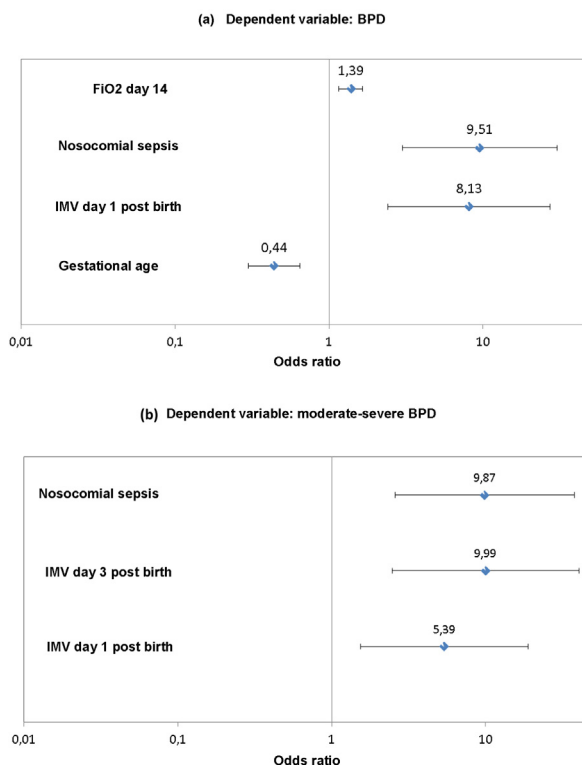 (a) Dependent variable: BPD
FiO2 day 14
1,39
Nosocomial sepsis
9,51
IMV day 1 post birth
8,13
Gestational age
0,44
0,01 0,1 1 10
Odds ratio
(b) Dependent variable: moderate-severe BPD
Nosocomial sepsis
9,87
IMV day 3 post birth
9,99
IMV day 1 post birth
5,39
0,01 0,1 1 10
Odds ratio